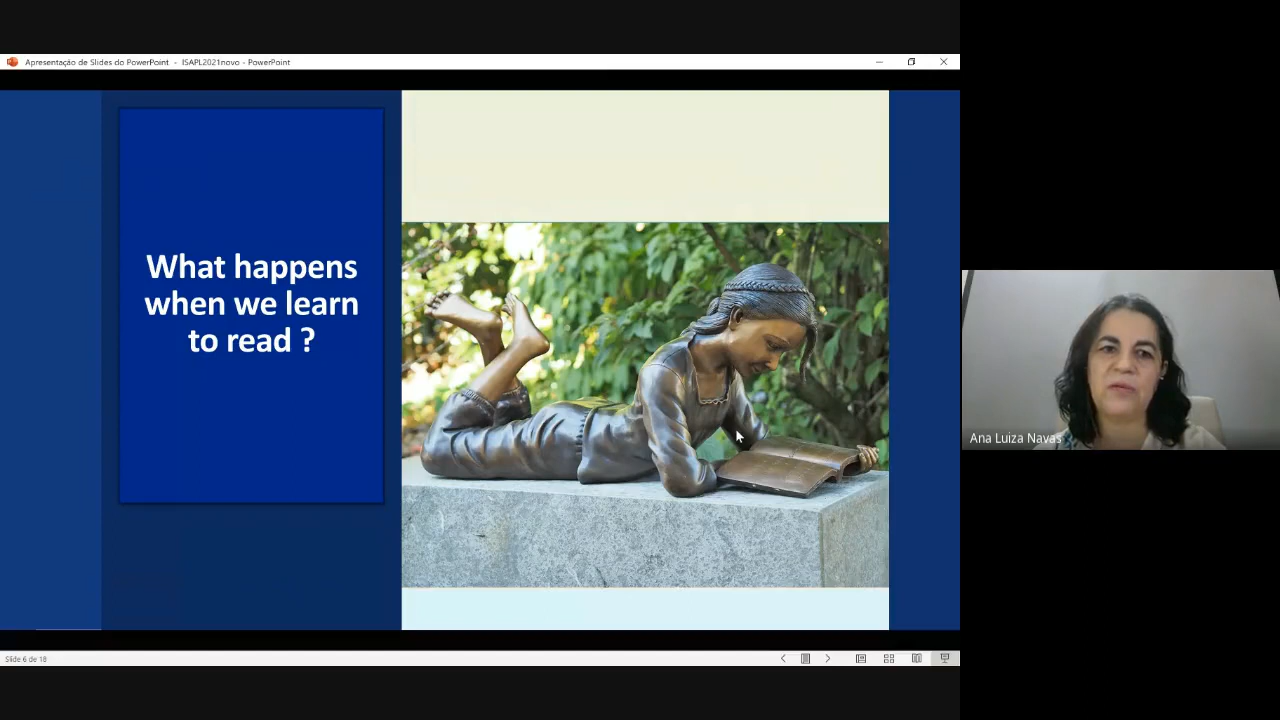 Apresentação de Slides do PowerPoint - ISAPL2021novo - PowerPoint
What happens
when we learn
to read ?
Ana Luiza Navas
Slide 6 de 18